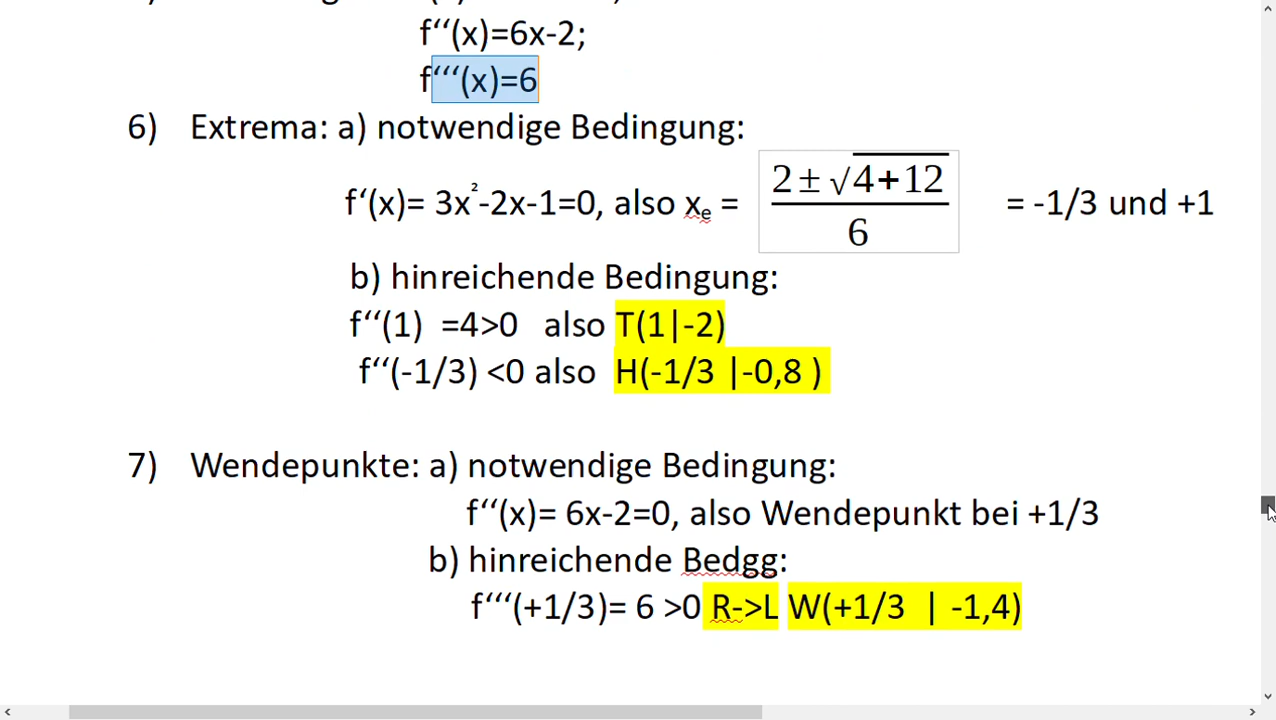 f‘‘(x)=6x-2;
f‘‘‘(x)=6
6) Extrema: a) notwendige Bedingung:
f‘(x)= 3x²-2x-1=0, also xₑ = (2±√4+12)/6 = -1/3 und +1
b) hinreichende Bedingung:
f‘‘(1) =4>0 also T(1|-2)
f‘‘(-1/3) <0 also H(-1/3 |-0,8 )
7) Wendepunkte: a) notwendige Bedingung:
f‘‘(x)= 6x-2=0, also Wendepunkt bei +1/3
b) hinreichende Bedgg:
f‘‘‘(+1/3)= 6 >0 R->L W(+1/3 | -1,4)